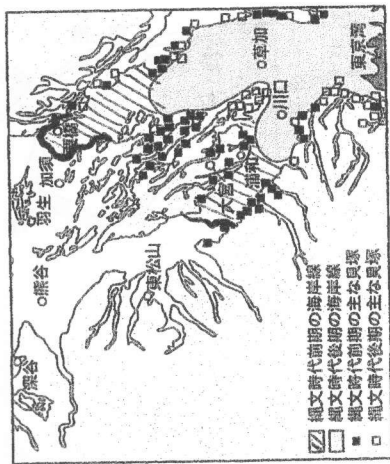 深谷
熊谷
羽生
加須
東松山
大宮
浦和
川口
草加
東京湾
縄文時代前期の海岸線
縄文時代後期の海岸線
縄文時代前期の主な貝塚
縄文時代後期の主な貝塚